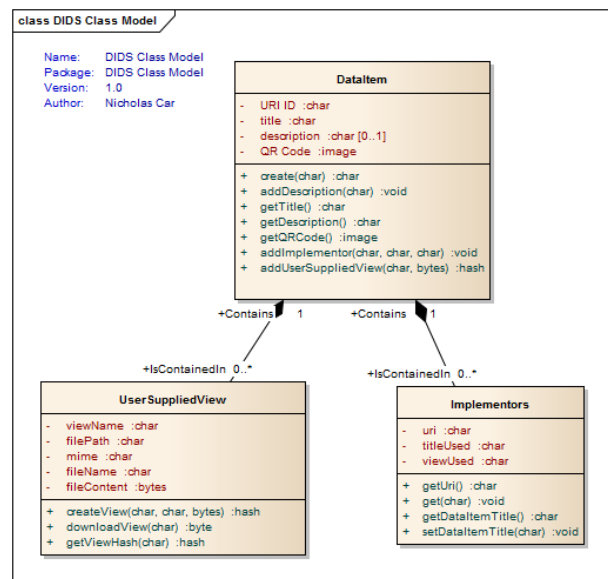 class DIDS Class Model
Name: DIDS Class Model
Package: DIDS Class Model
Version: 1.0
Author: Nicholas Car
DataItem
- URI ID :char
- title :char
- description :char [0..1]
- QR Code :image
+ create(char) :char
+ addDescription(char) :void
+ getTitle() :char
+ getDescription() :char
+ getQRCode() :image
+ addImplementor(char, char, char) :void
+ addUserSuppliedView(char, bytes) :hash
+Contains 1 +Contains 1
+IsContainedIn 0..*
+IsContainedIn 0..*
UserSuppliedView
- viewName :char
- filePath :char
- mime :char
- fileName :char
- fileContent :bytes
+ createView(char, char, bytes) :hash
+ downloadView(char) :byte
+ getViewHash(char) :hash
Implementors
- uri :char
- titleUsed :char
- viewUsed :char
+ getUri() :char
+ get(char) :void
+ getDataItemTitle() :char
+ setDataItemTitle(char) :void